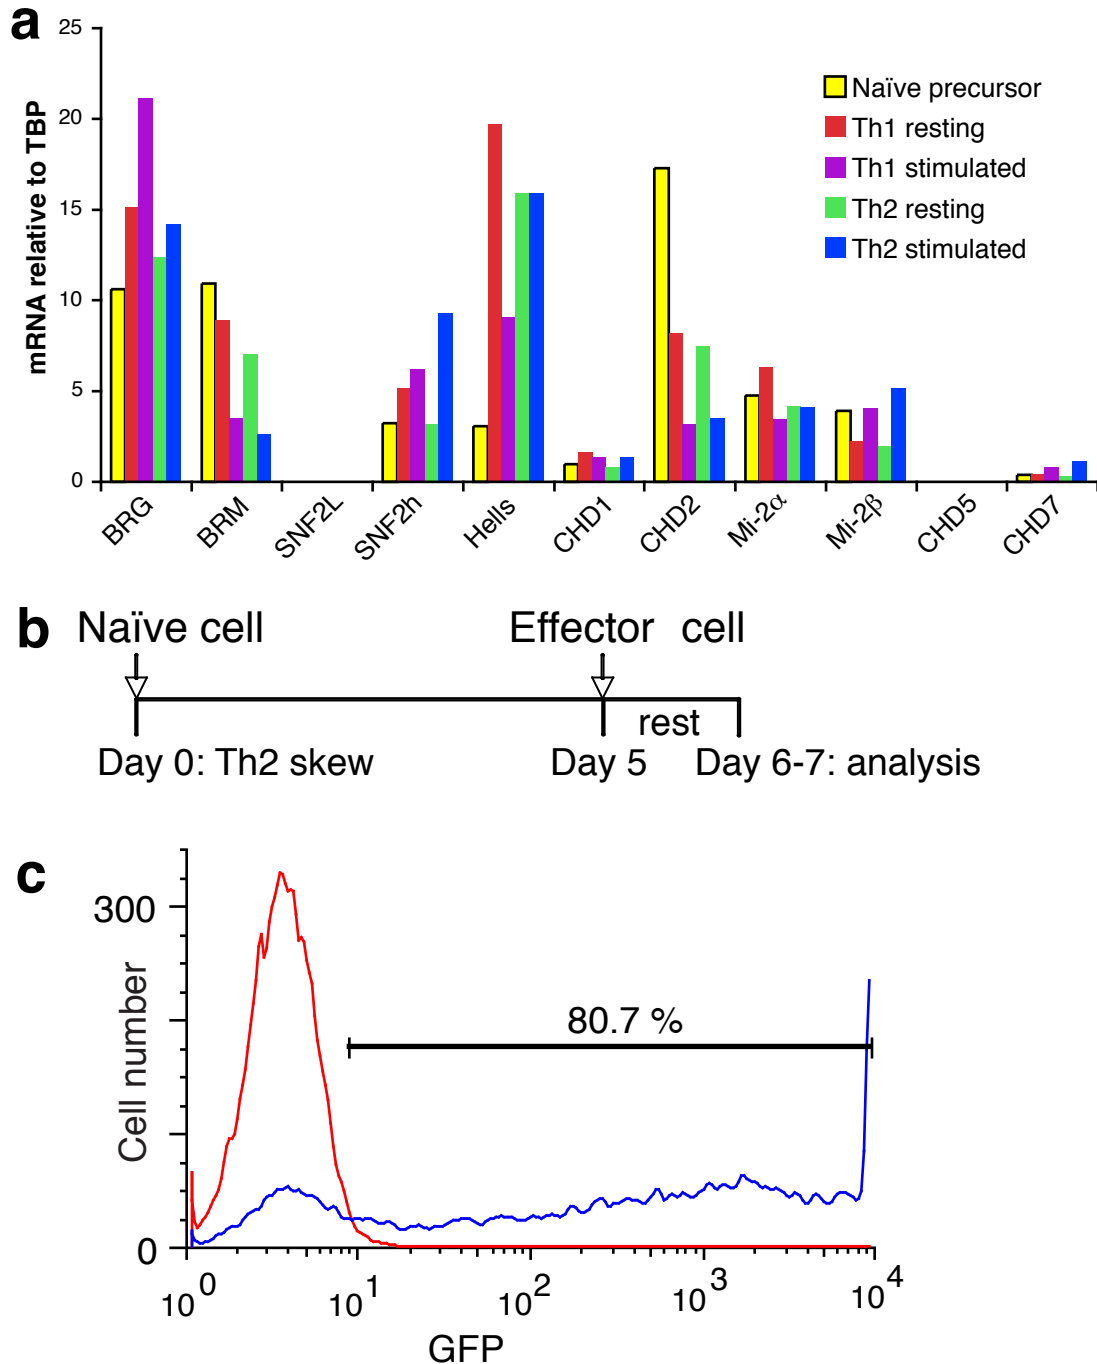 a
25
20
15
10
5
0
mRNA relative to TBP
Naïve precursor
Th1 resting
Th1 stimulated
Th2 resting
Th2 stimulated
BRG
BRM
SNF2L
SNF2h
Hells
CHD1
CHD2
Mi-2α
Mi-2β
CHD5
CHD7
b
Naïve cell
Effector cell
rest
Day 0: Th2 skew
Day 5
Day 6-7: analysis
c
300
0
Cell number
80.7 %
10^0
10^1
10^2
10^3
10^4
GFP